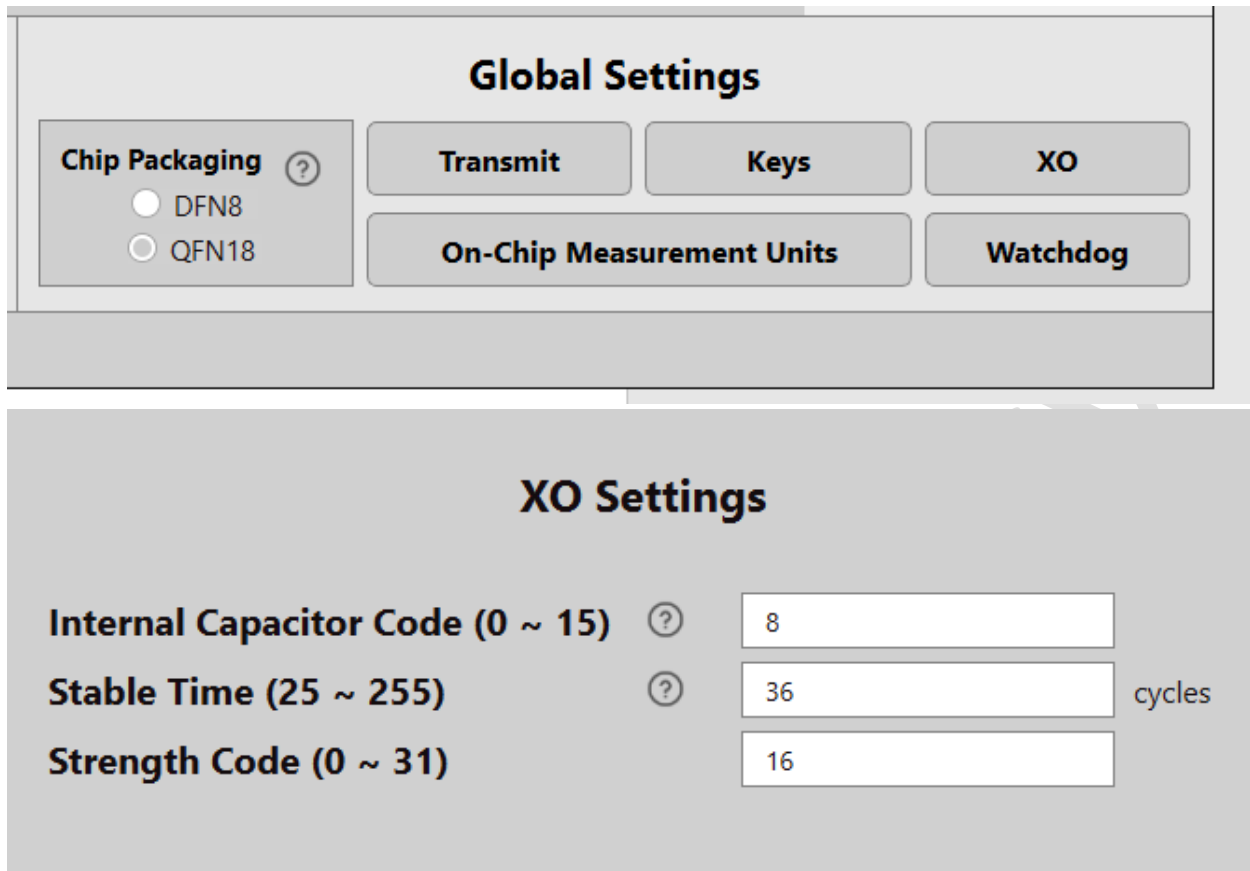 Global Settings
Chip Packaging ?
DFN8
QFN18
Transmit
Keys
XO
On-Chip Measurement Units
Watchdog
XO Settings
Internal Capacitor Code (0 ~ 15) ? 8
Stable Time (25 ~ 255) ? 36 cycles
Strength Code (0 ~ 31) 16